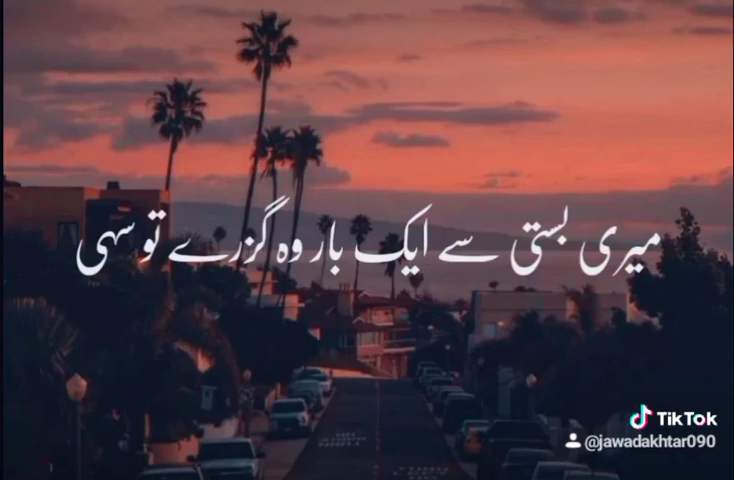 میری بستی سے ایک بار وہ گزرے تو سہی
TikTok
@jawadakhtar090